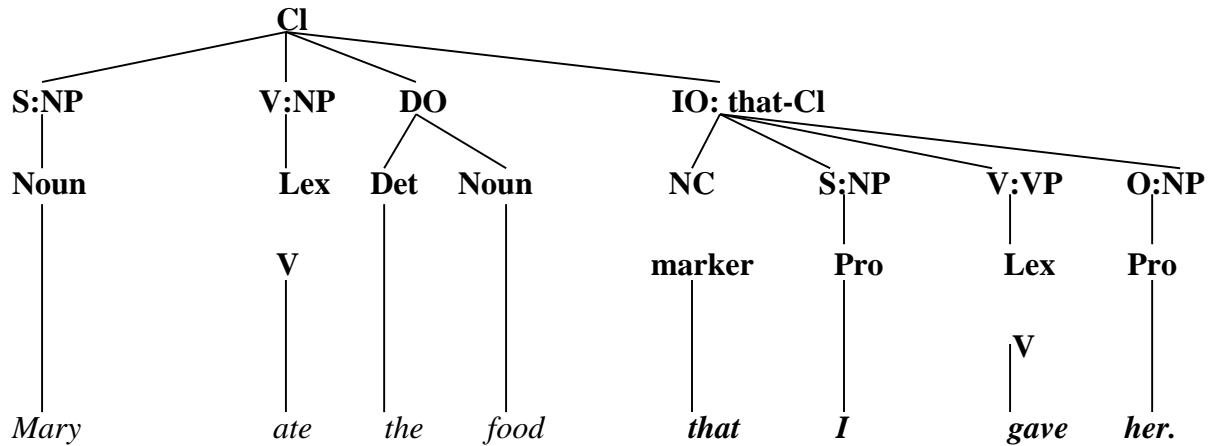 Cl
S:NP V:NP DO IO: that-Cl
Noun Lex Det Noun NC S:NP V:VP O:NP
V marker Pro Lex Pro
V
Mary ate the food that I gave her.